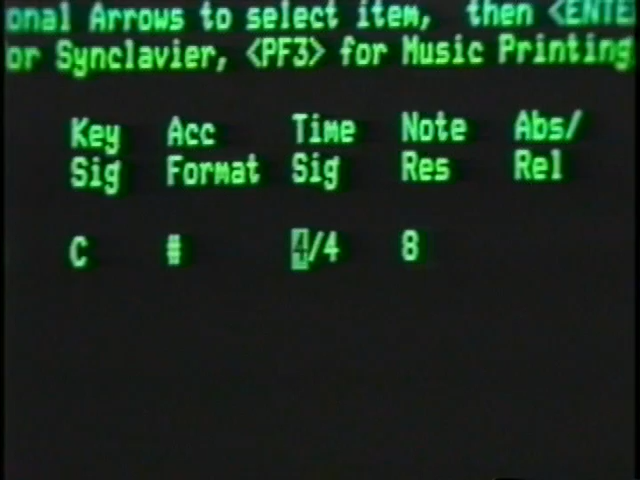 onal Arrows to select item, then <ENTE
or Synclavier, <PF3> for Music Printing
Key Acc Time Note Abs/
Sig Format Sig Res Rel
C # 4/4 8